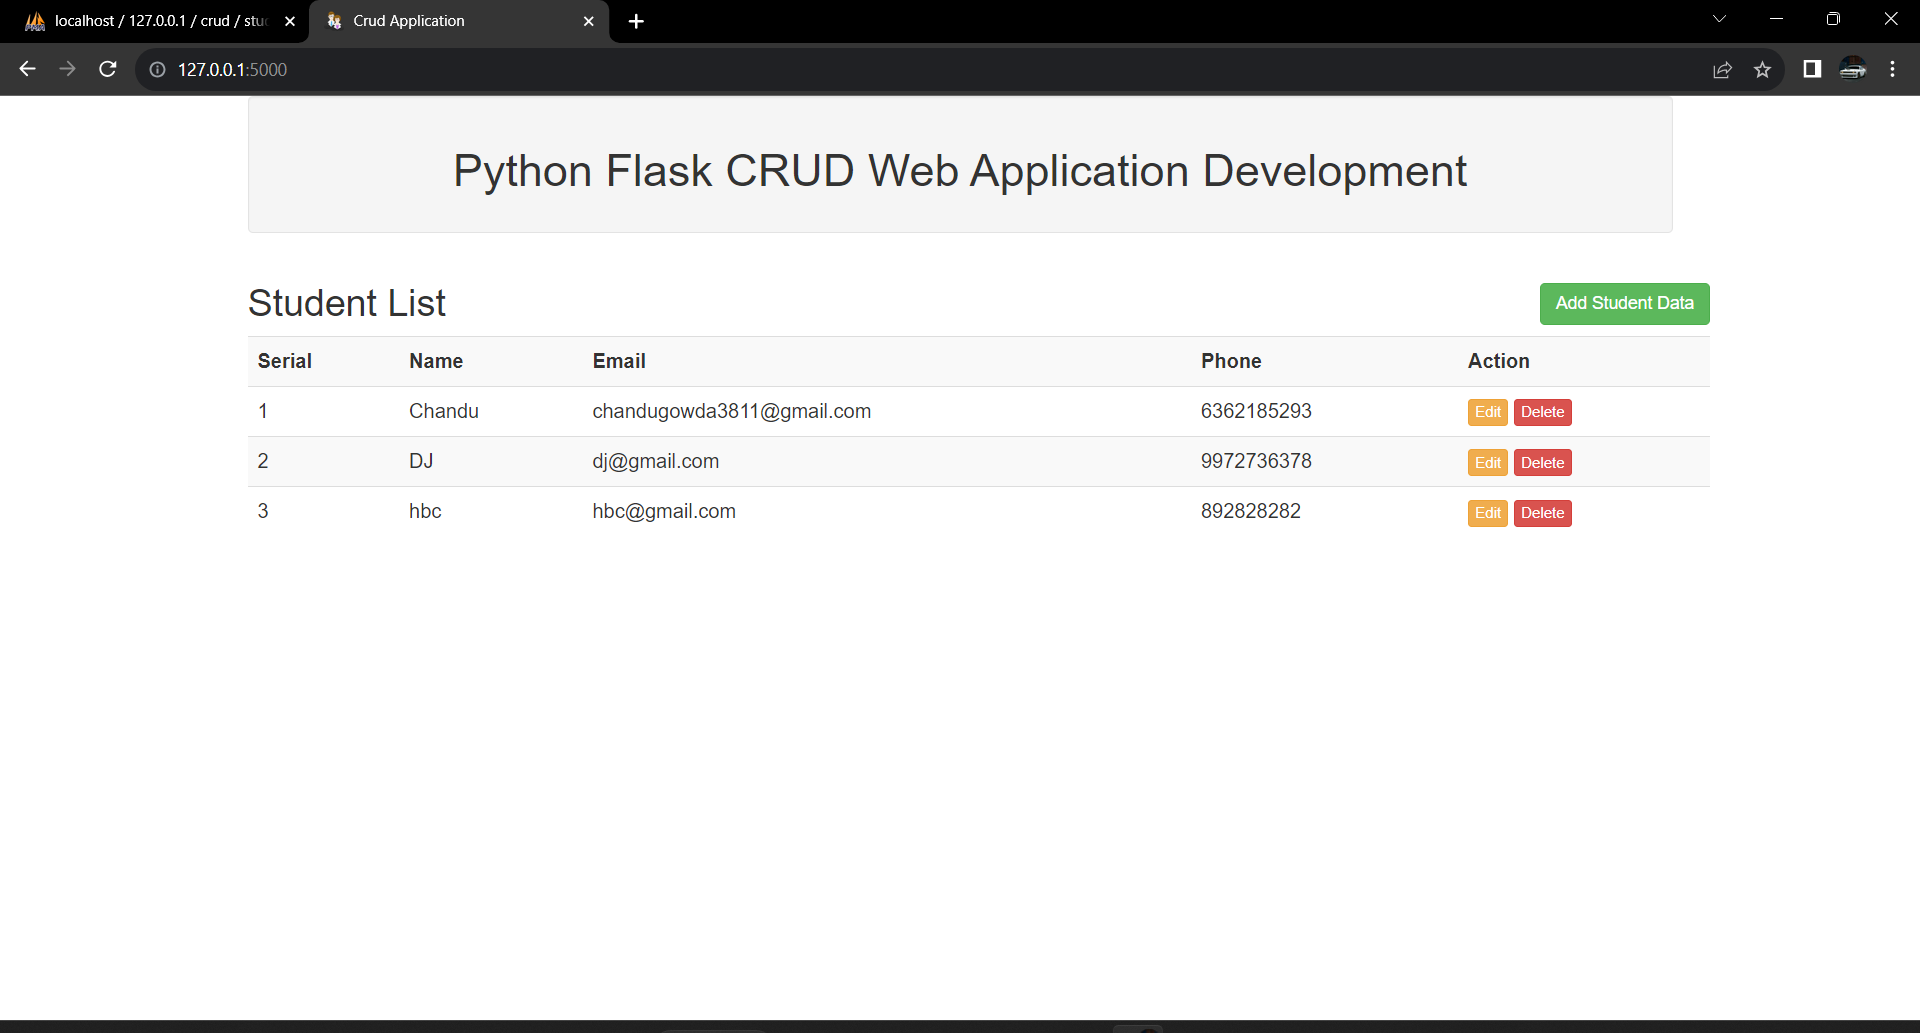 localhost / 127.0.0.1 / crud / stu
Crud Application
127.0.0.1:5000
Python Flask CRUD Web Application Development
Student List
Add Student Data
Serial Name Email Phone Action
1 Chandu chandugowda3811@gmail.com 6362185293 Edit Delete
2 DJ dj@gmail.com 9972736378 Edit Delete
3 hbc hbc@gmail.com 892828282 Edit Delete